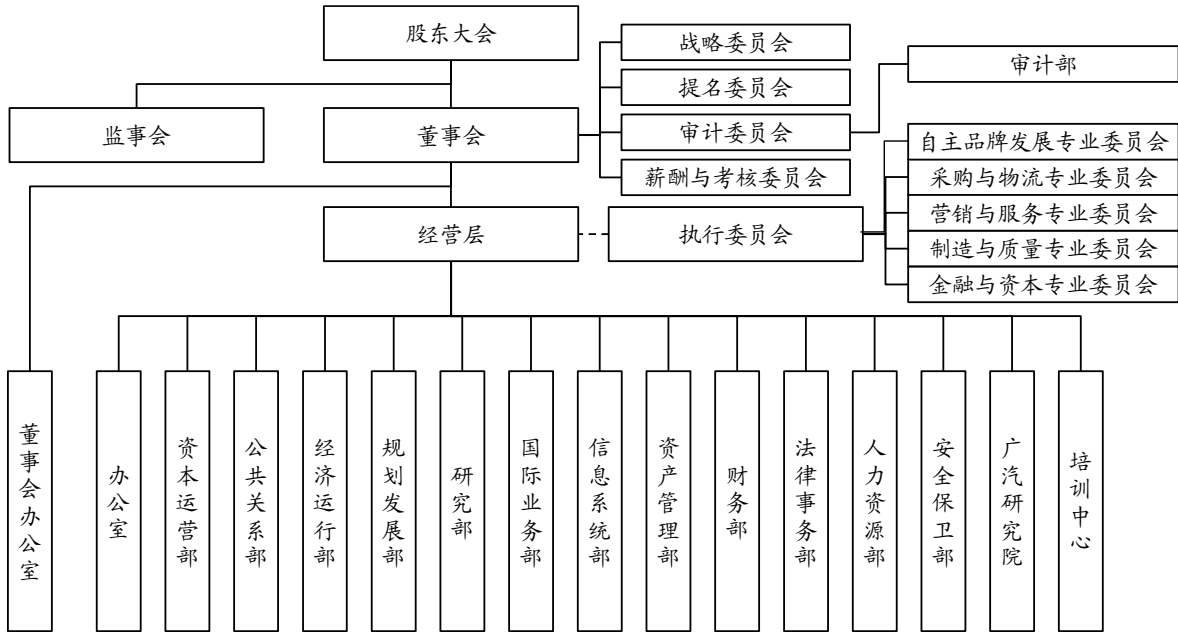 股东大会
战略委员会
提名委员会
审计部
监事会
董事会
审计委员会
自主品牌发展专业委员会
薪酬与考核委员会
采购与物流专业委员会
营销与服务专业委员会
经营层
执行委员会
制造与质量专业委员会
金融与资本专业委员会
董事会办公室
办公室
资本运营部
公共关系部
经济运行部
规划发展部
研究部
国际业务部
信息系统部
资产管理部
财务部
法律事务部
人力资源部
安全保卫部
广汽研究院
培训中心